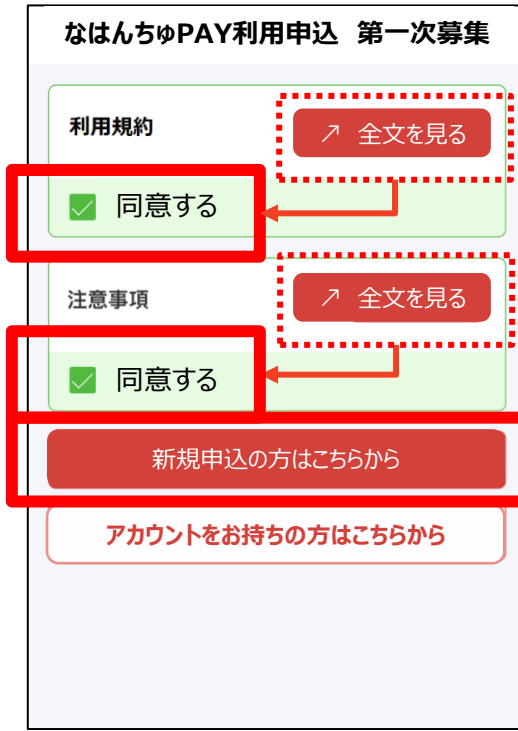 なはんちゅPAY利用申込 第一次募集
利用規約
↗ 全文を見る
同意する
注意事項
↗ 全文を見る
同意する
新規申込の方はこちらから
アカウントをお持ちの方はこちらから